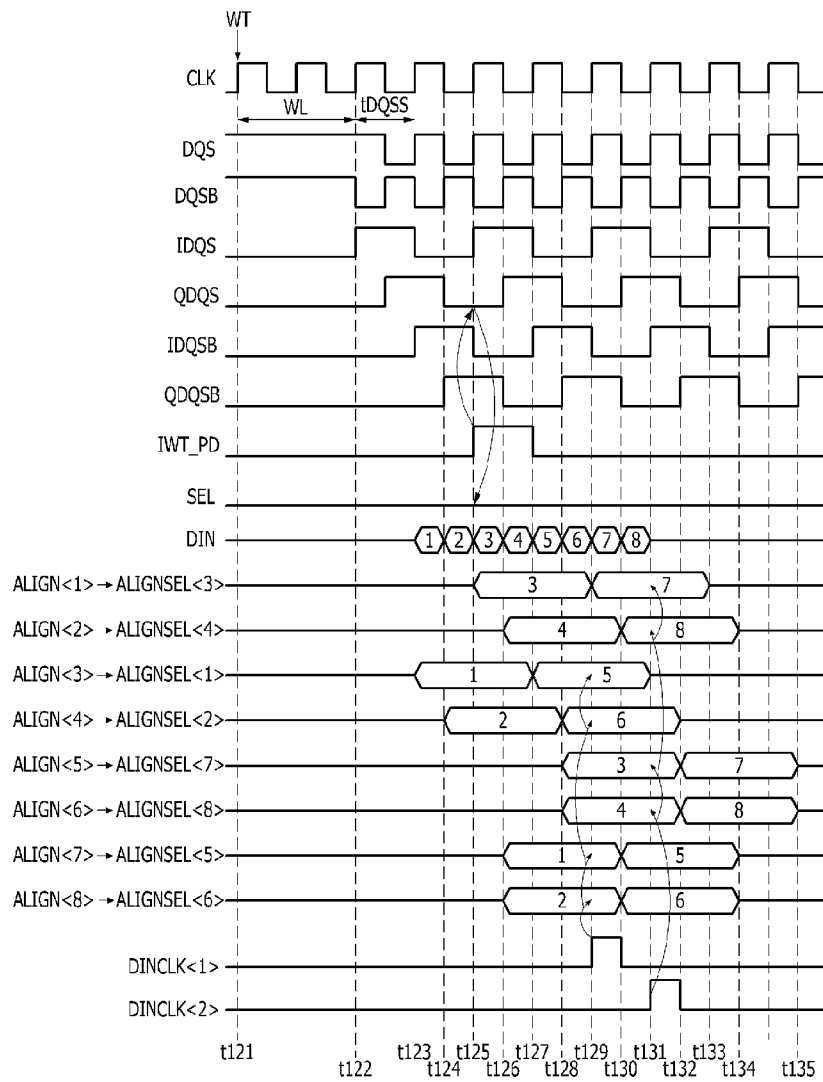 WT
CLK
WL
tDQSS
DQS
DQSB
IDQS
QDQS
IDQSB
QDQSB
IWT_PD
SEL
DIN 1 2 3 4 5 6 7 8
ALIGN<1>→ALIGNSEL<3> 3 7
ALIGN<2>→ALIGNSEL<4> 4 8
ALIGN<3>→ALIGNSEL<1> 1 5
ALIGN<4>→ALIGNSEL<2> 2 6
ALIGN<5>→ALIGNSEL<7> 3 7
ALIGN<6>→ALIGNSEL<8> 4 8
ALIGN<7>→ALIGNSEL<5> 1 5
ALIGN<8>→ALIGNSEL<6> 2 6
DINCLK<1>
DINCLK<2>
t121 t123 t125 t127 t129 t131 t133
t122 t124 t126 t128 t130 t132 t134 t135